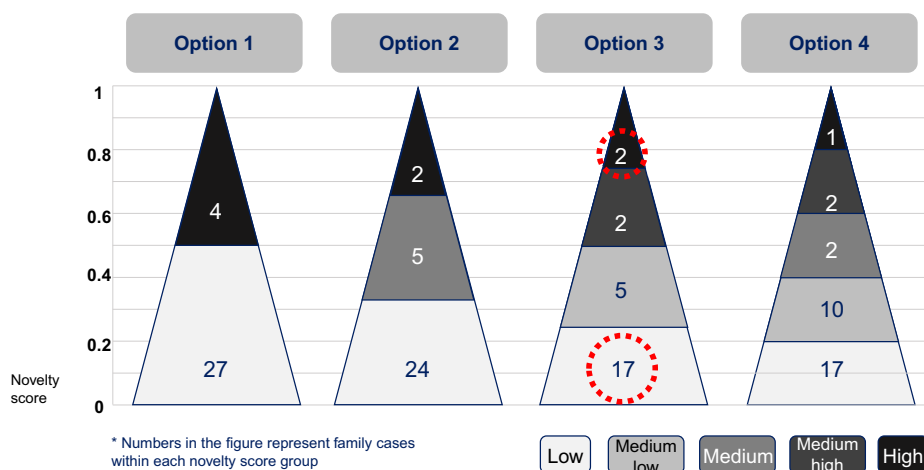 Option 1
Option 2
Option 3
Option 4
1
0.8
0.6
0.4
0.2
0
Novelty
score
4
27
2
5
24
2
2
5
17
1
2
2
10
17
* Numbers in the figure represent family cases
within each novelty score group
Low
Medium
low
Medium
Medium
high
High